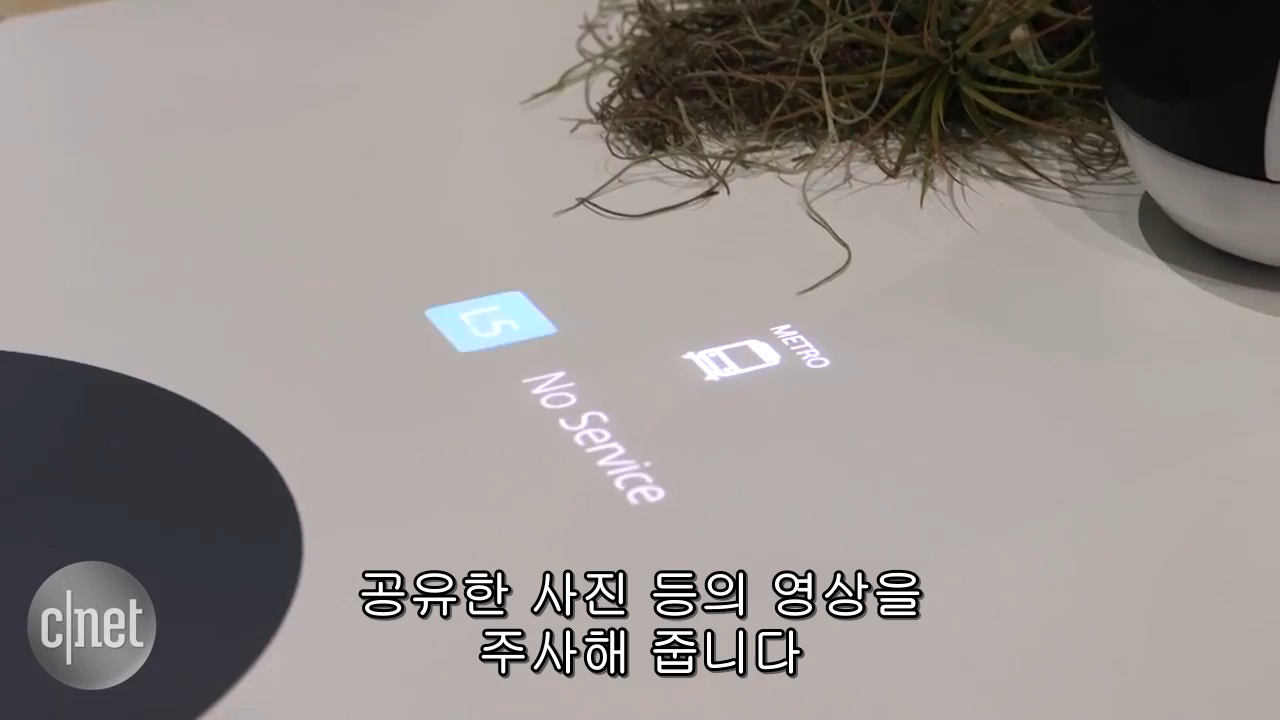 L5
METRO
No Service
공유한 사진 등의 영상을
주사해 줍니다
c|net